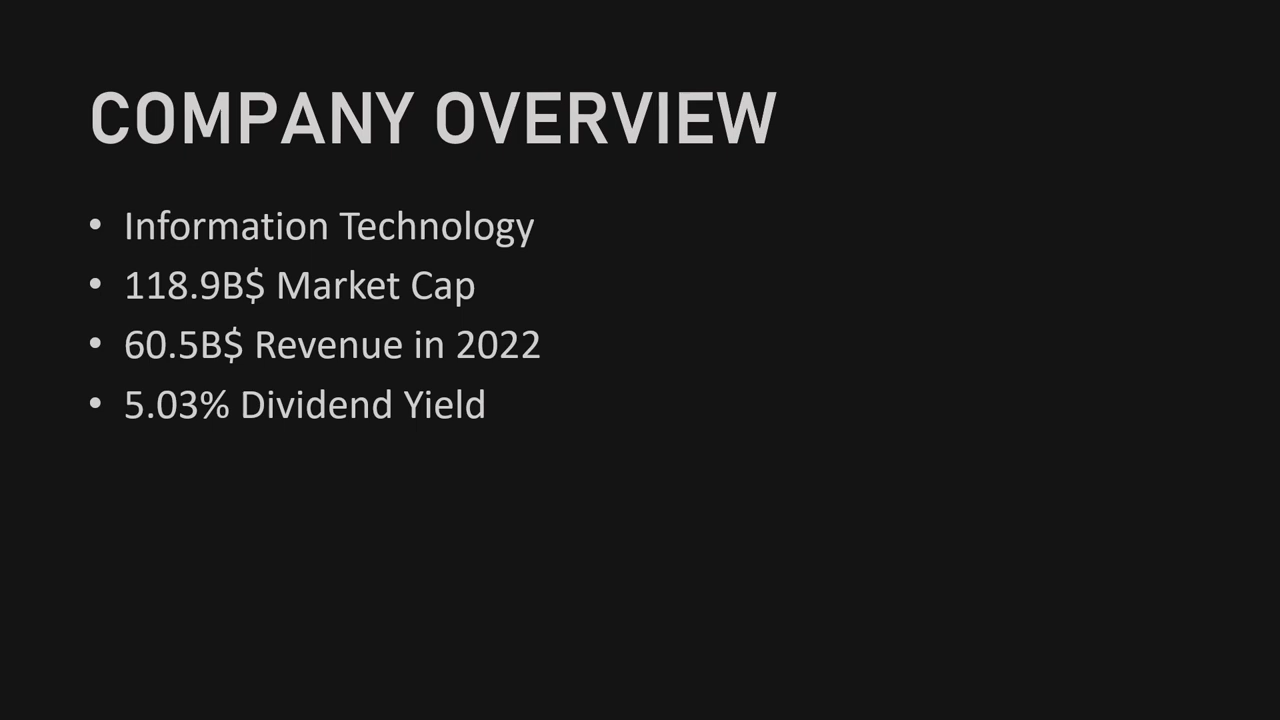 COMPANY OVERVIEW
• Information Technology
• 118.9B$ Market Cap
• 60.5B$ Revenue in 2022
• 5.03% Dividend Yield